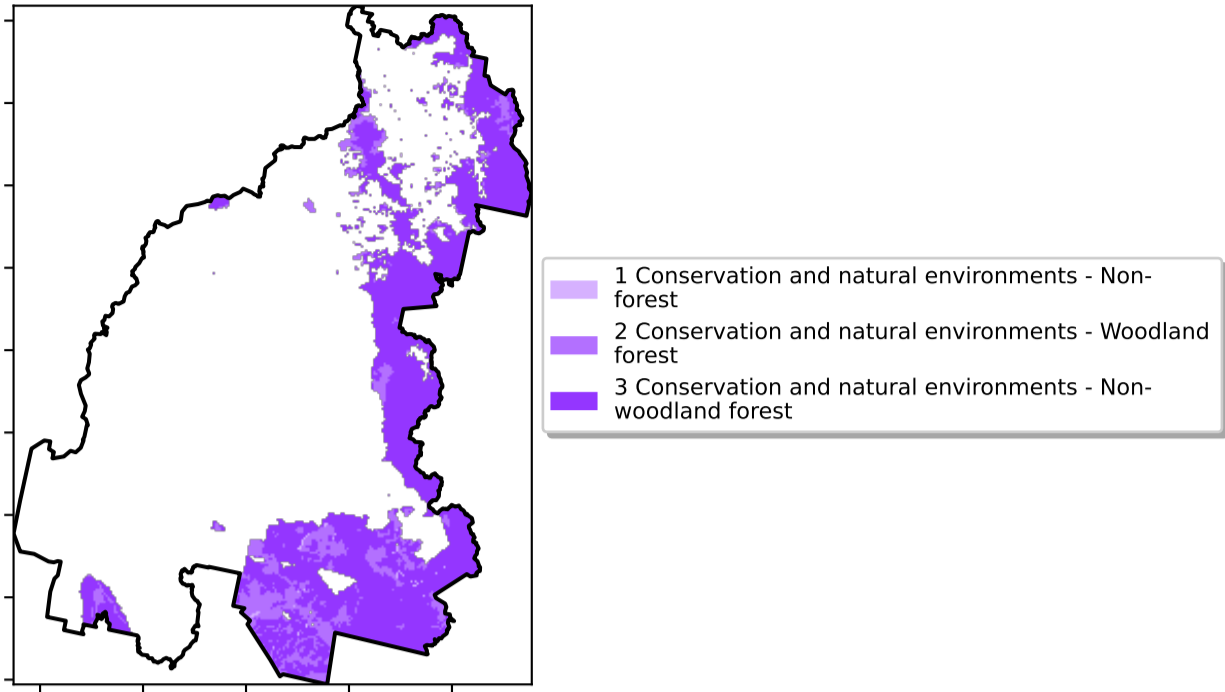 1 Conservation and natural environments - Non-
forest
2 Conservation and natural environments - Woodland
forest
3 Conservation and natural environments - Non-
woodland forest